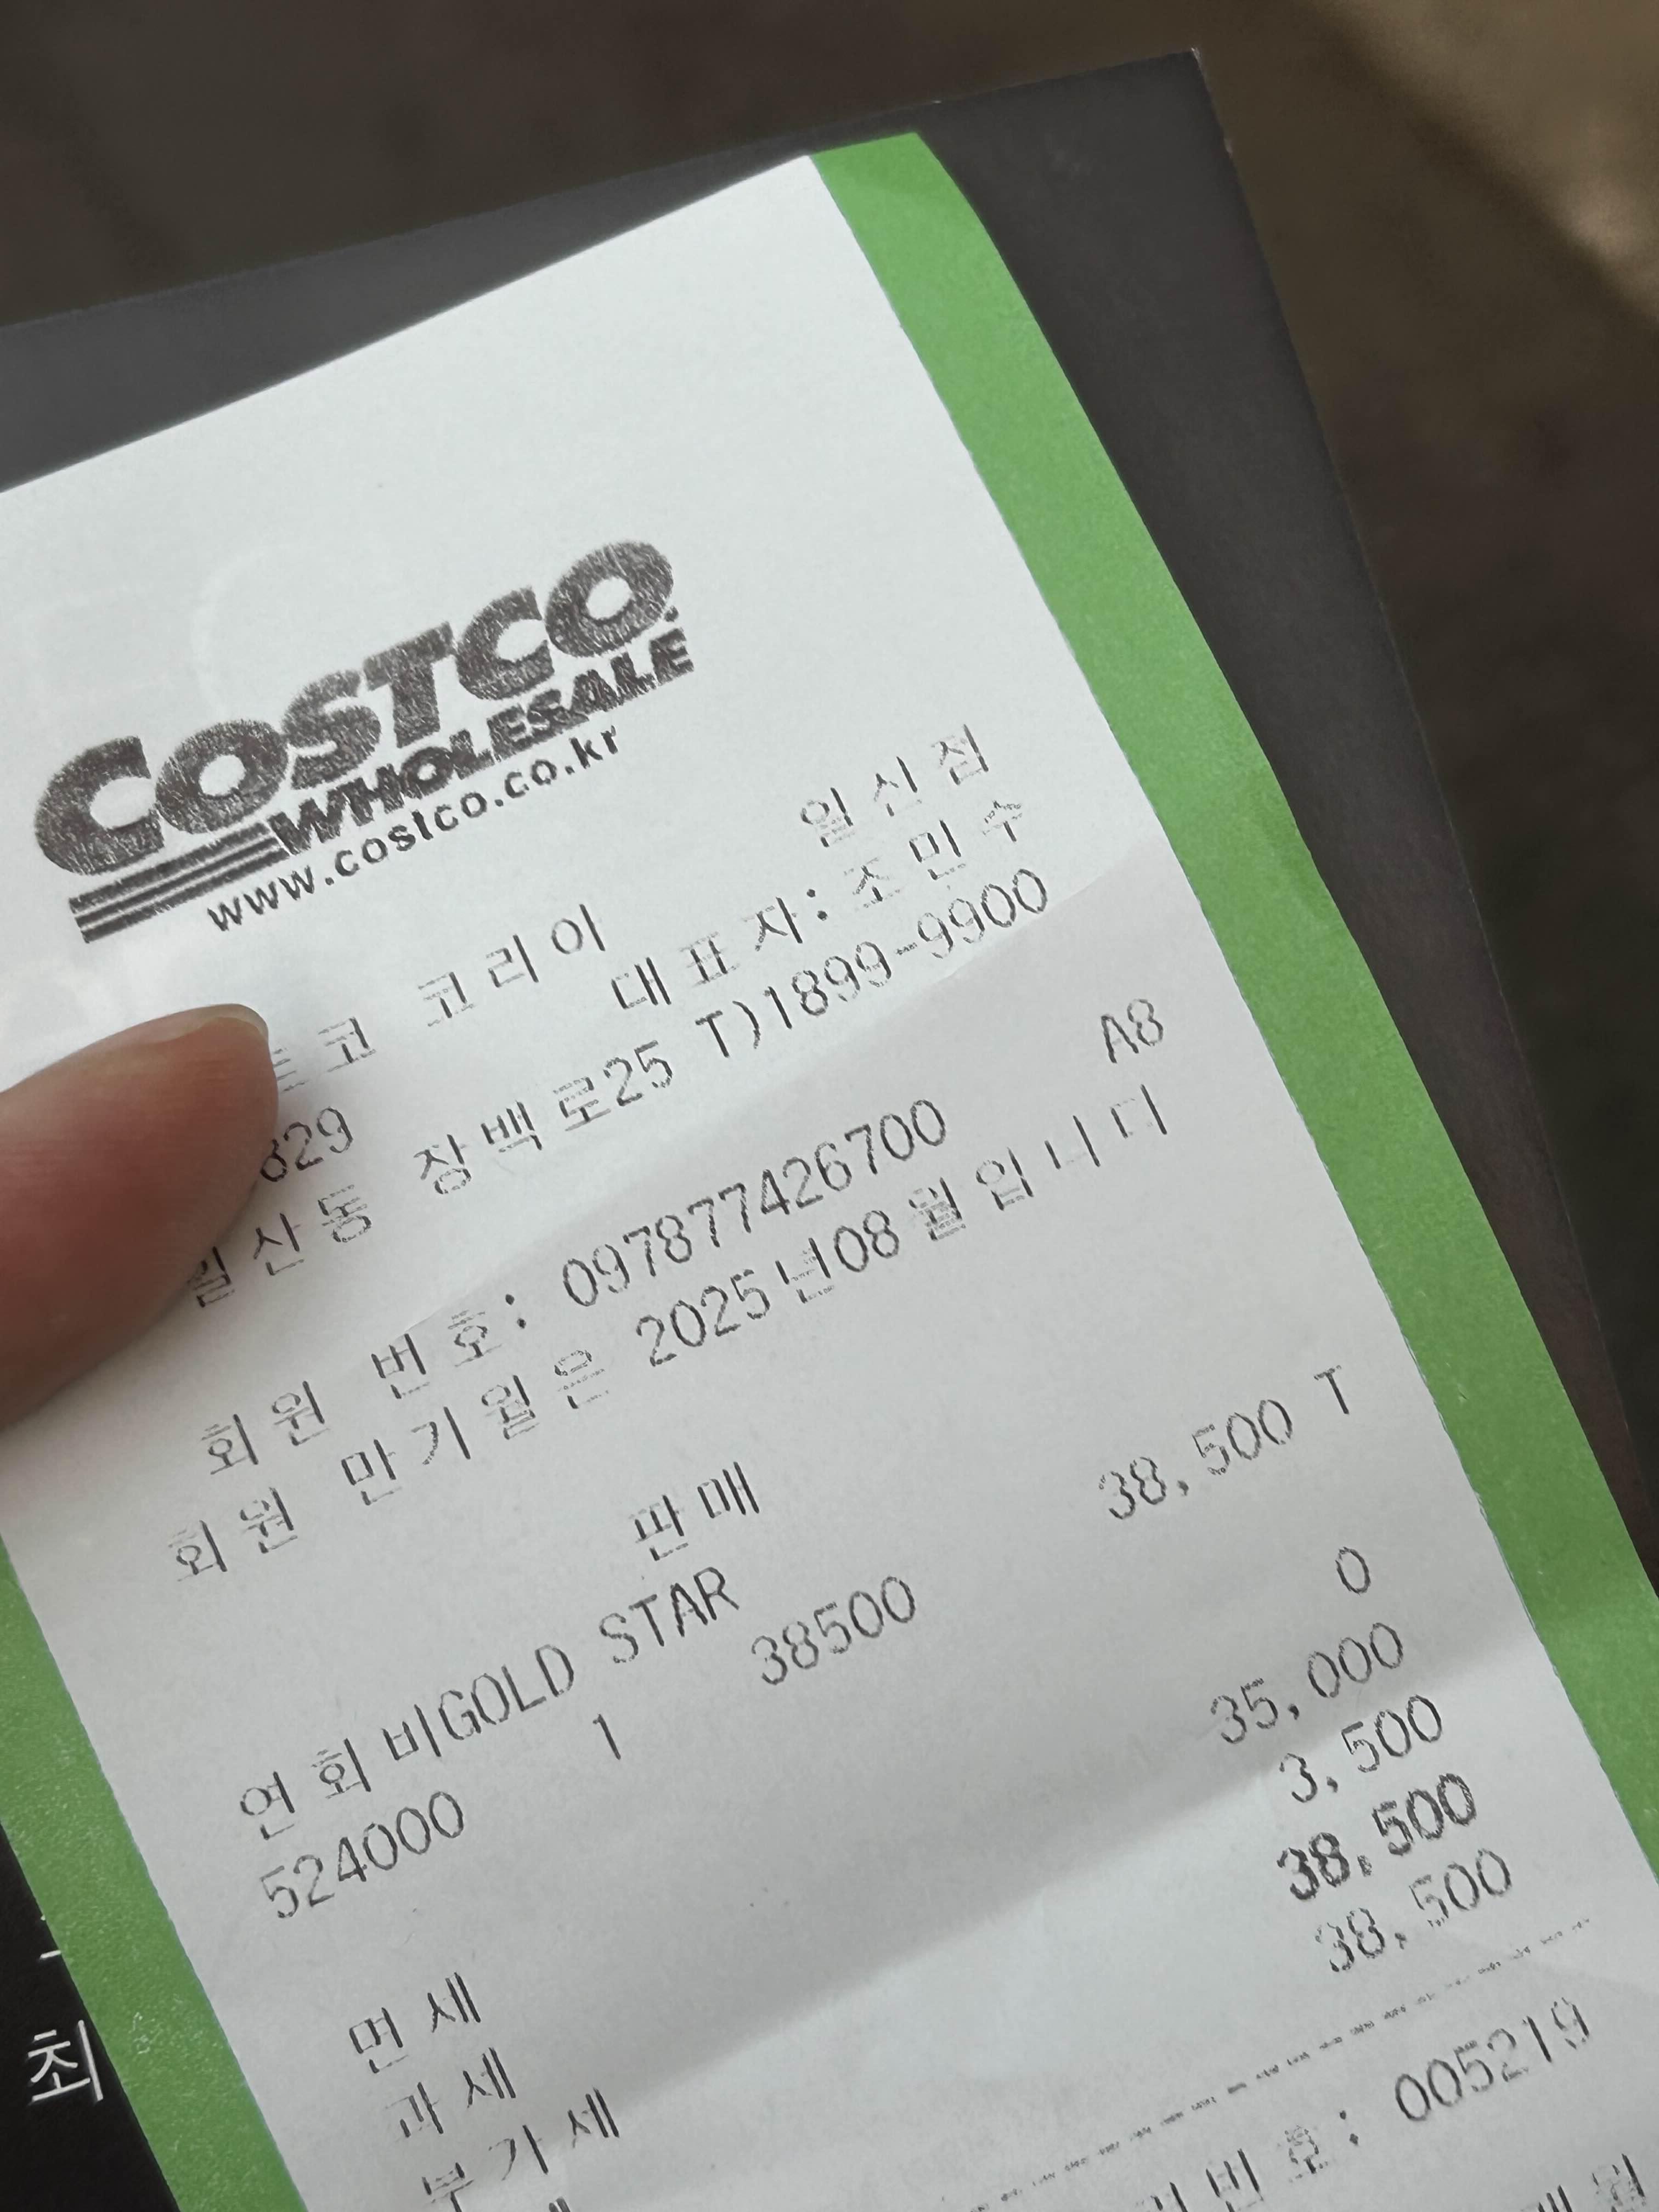 COSTCO
WHOLESALE
www.costco.co.kr
트코 코리아 일산점
829 대표자:조민수
일산동 장백로25 T)1899-9900
회원 번호: 097877426700 A8
회원 만기월은 2025년08월입니다
판매
연회비GOLD STAR 38,500 T
524000 1 38500
면세 0
과세 35,000
부가세 3,500
38,500
38,500
번호: 005219
최